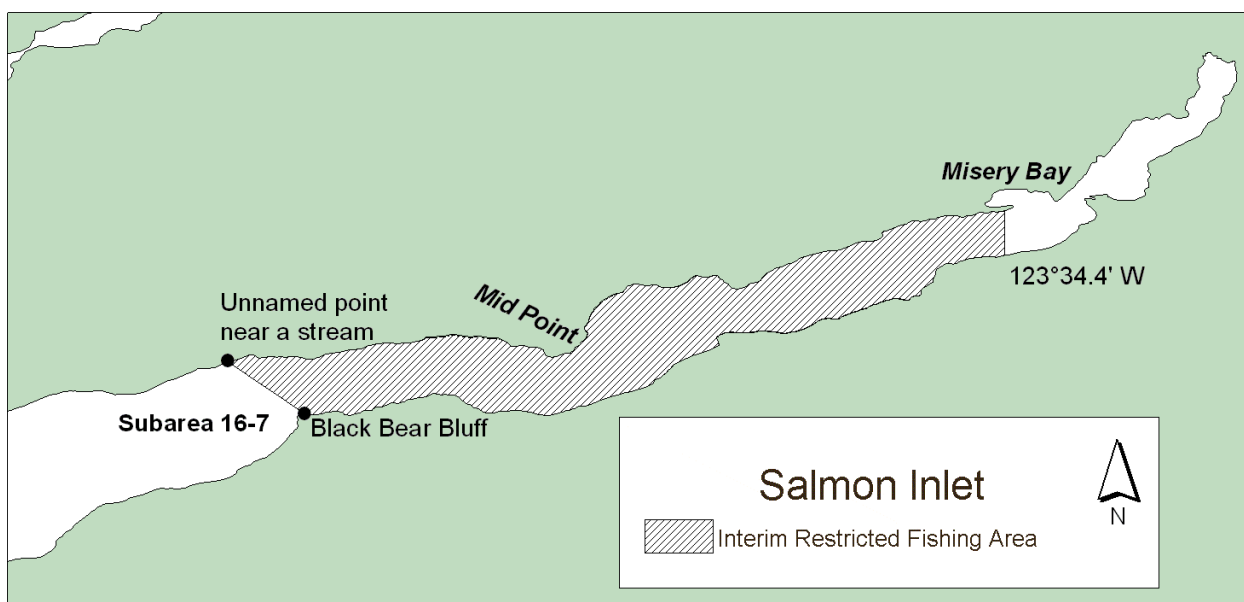 Misery Bay
123°34.4' W
Mid Point
Unnamed point
near a stream
Subarea 16-7
Black Bear Bluff
Salmon Inlet
Interim Restricted Fishing Area
N